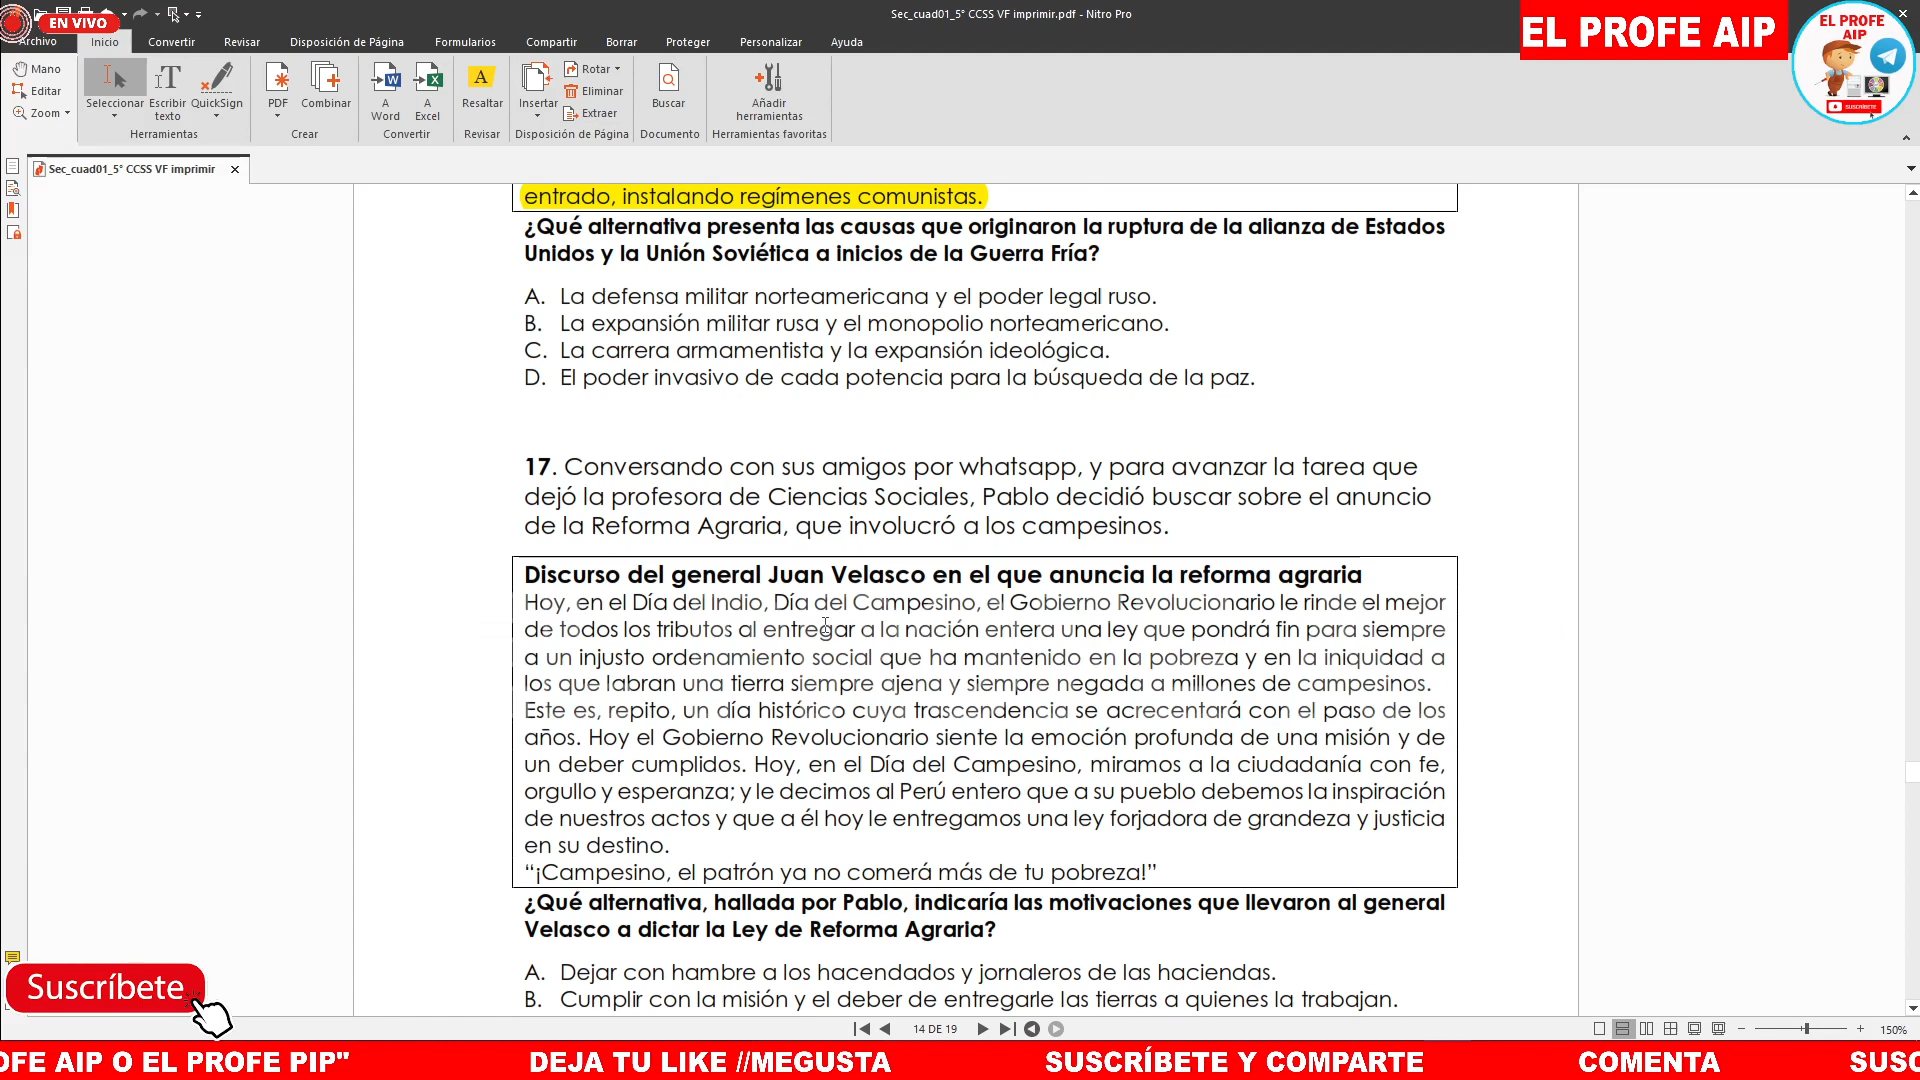 Sec_cuad01_5° CCSS VF imprimir.pdf - Nitro Pro
EN VIVO
EL PROFE AIP
EL PROFE
AIP
SUSCRÍBETE
Archivo
Inicio
Convertir
Revisar
Disposición de Página
Formularios
Compartir
Borrar
Proteger
Personalizar
Ayuda
Mano
Editar
Zoom
Seleccionar
Escribir
texto
QuickSign
Herramientas
PDF
Combinar
Crear
A
Word
A
Excel
Convertir
Resaltar
Revisar
Insertar
Rotar
Eliminar
Extraer
Disposición de Página
Buscar
Documento
Añadir
herramientas
Herramientas favoritas
Sec_cuad01_5° CCSS VF imprimir
entrado, instalando regímenes comunistas.
¿Qué alternativa presenta las causas que originaron la ruptura de la alianza de Estados
Unidos y la Unión Soviética a inicios de la Guerra Fría?
A. La defensa militar norteamericana y el poder legal ruso.
B. La expansión militar rusa y el monopolio norteamericano.
C. La carrera armamentista y la expansión ideológica.
D. El poder invasivo de cada potencia para la búsqueda de la paz.
17. Conversando con sus amigos por whatsapp, y para avanzar la tarea que
dejó la profesora de Ciencias Sociales, Pablo decidió buscar sobre el anuncio
de la Reforma Agraria, que involucró a los campesinos.
Discurso del general Juan Velasco en el que anuncia la reforma agraria
Hoy, en el Día del Indio, Día del Campesino, el Gobierno Revolucionario le rinde el mejor
de todos los tributos al entregar a la nación entera una ley que pondrá fin para siempre
a un injusto ordenamiento social que ha mantenido en la pobreza y en la iniquidad a
los que labran una tierra siempre ajena y siempre negada a millones de campesinos.
Este es, repito, un día histórico cuya trascendencia se acrecentará con el paso de los
años. Hoy el Gobierno Revolucionario siente la emoción profunda de una misión y de
un deber cumplidos. Hoy, en el Día del Campesino, miramos a la ciudadanía con fe,
orgullo y esperanza; y le decimos al Perú entero que a su pueblo debemos la inspiración
de nuestros actos y que a él hoy le entregamos una ley forjadora de grandeza y justicia
en su destino.
“¡Campesino, el patrón ya no comerá más de tu pobreza!”
¿Qué alternativa, hallada por Pablo, indicaría las motivaciones que llevaron al general
Velasco a dictar la Ley de Reforma Agraria?
A. Dejar con hambre a los hacendados y jornaleros de las haciendas.
B. Cumplir con la misión y el deber de entregarle las tierras a quienes la trabajan.
Suscríbete
14 DE 19
150%
OFE AIP O EL PROFE PIP"
DEJA TU LIKE //MEGUSTA
SUSCRÍBETE Y COMPARTE
COMENTA
SUSC